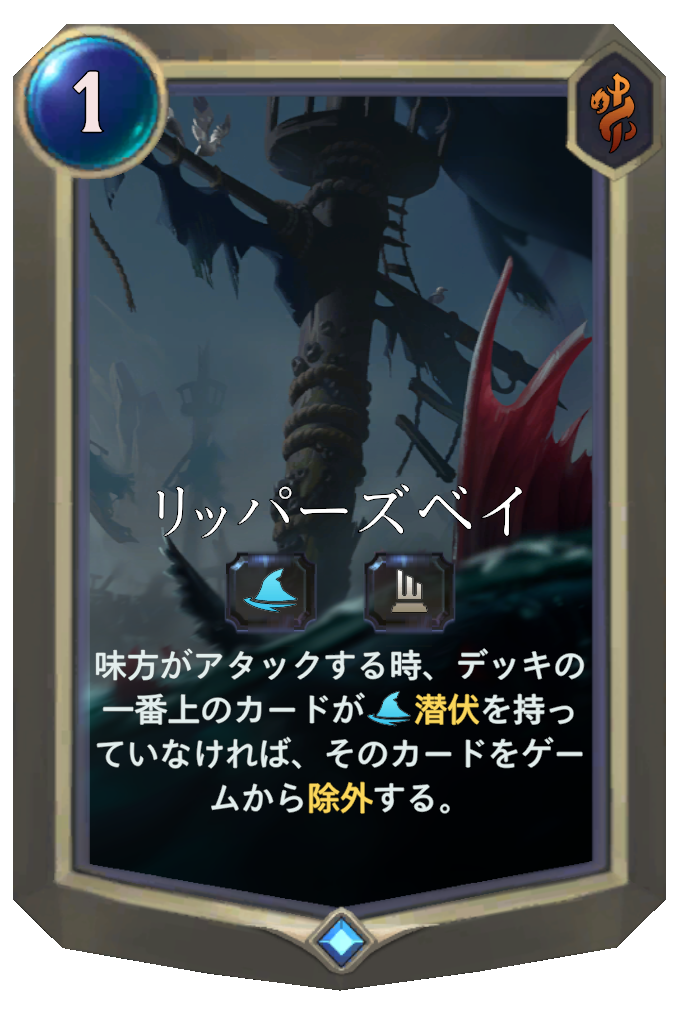 1
リッパーズベイ
味方がアタックする時、デッキの
一番上のカードが潜伏を持っ
ていなければ、そのカードをゲー
ムから除外する。